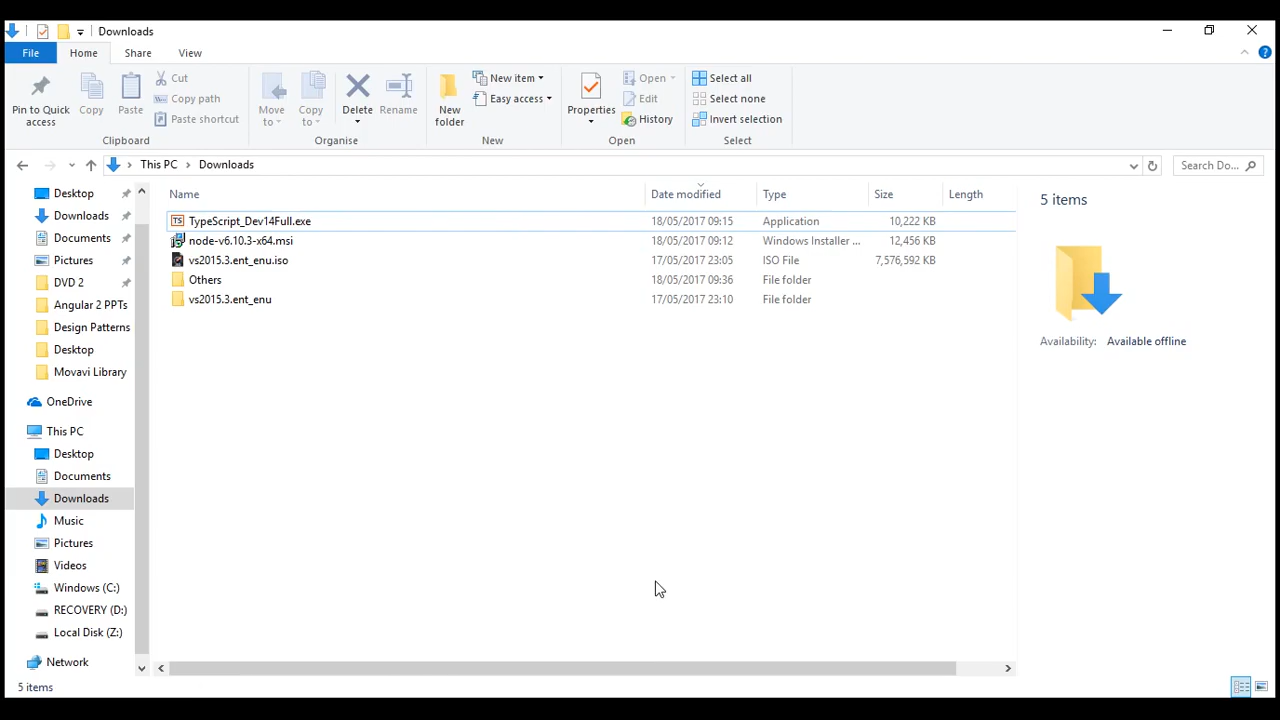 Downloads
File Home Share View
Pin to Quick access
Copy
Paste
Cut
Copy path
Paste shortcut
Clipboard
Move to
Copy to
Delete
Rename
Organise
New folder
New item
Easy access
New
Properties
Open
Edit
History
Open
Select all
Select none
Invert selection
Select
This PC > Downloads
Search Do...
Desktop
Downloads
Documents
Pictures
DVD 2
Angular 2 PPTs
Design Patterns
Desktop
Movavi Library
OneDrive
This PC
Desktop
Documents
Downloads
Music
Pictures
Videos
Windows (C:)
RECOVERY (D:)
Local Disk (Z:)
Network
Name Date modified Type Size Length
TypeScript_Dev14Full.exe 18/05/2017 09:15 Application 10,222 KB
node-v6.10.3-x64.msi 18/05/2017 09:12 Windows Installer ... 12,456 KB
vs2015.3.ent_enu.iso 17/05/2017 23:05 ISO File 7,576,592 KB
Others 18/05/2017 09:36 File folder
vs2015.3.ent_enu 17/05/2017 23:10 File folder
5 items
Availability: Available offline
5 items